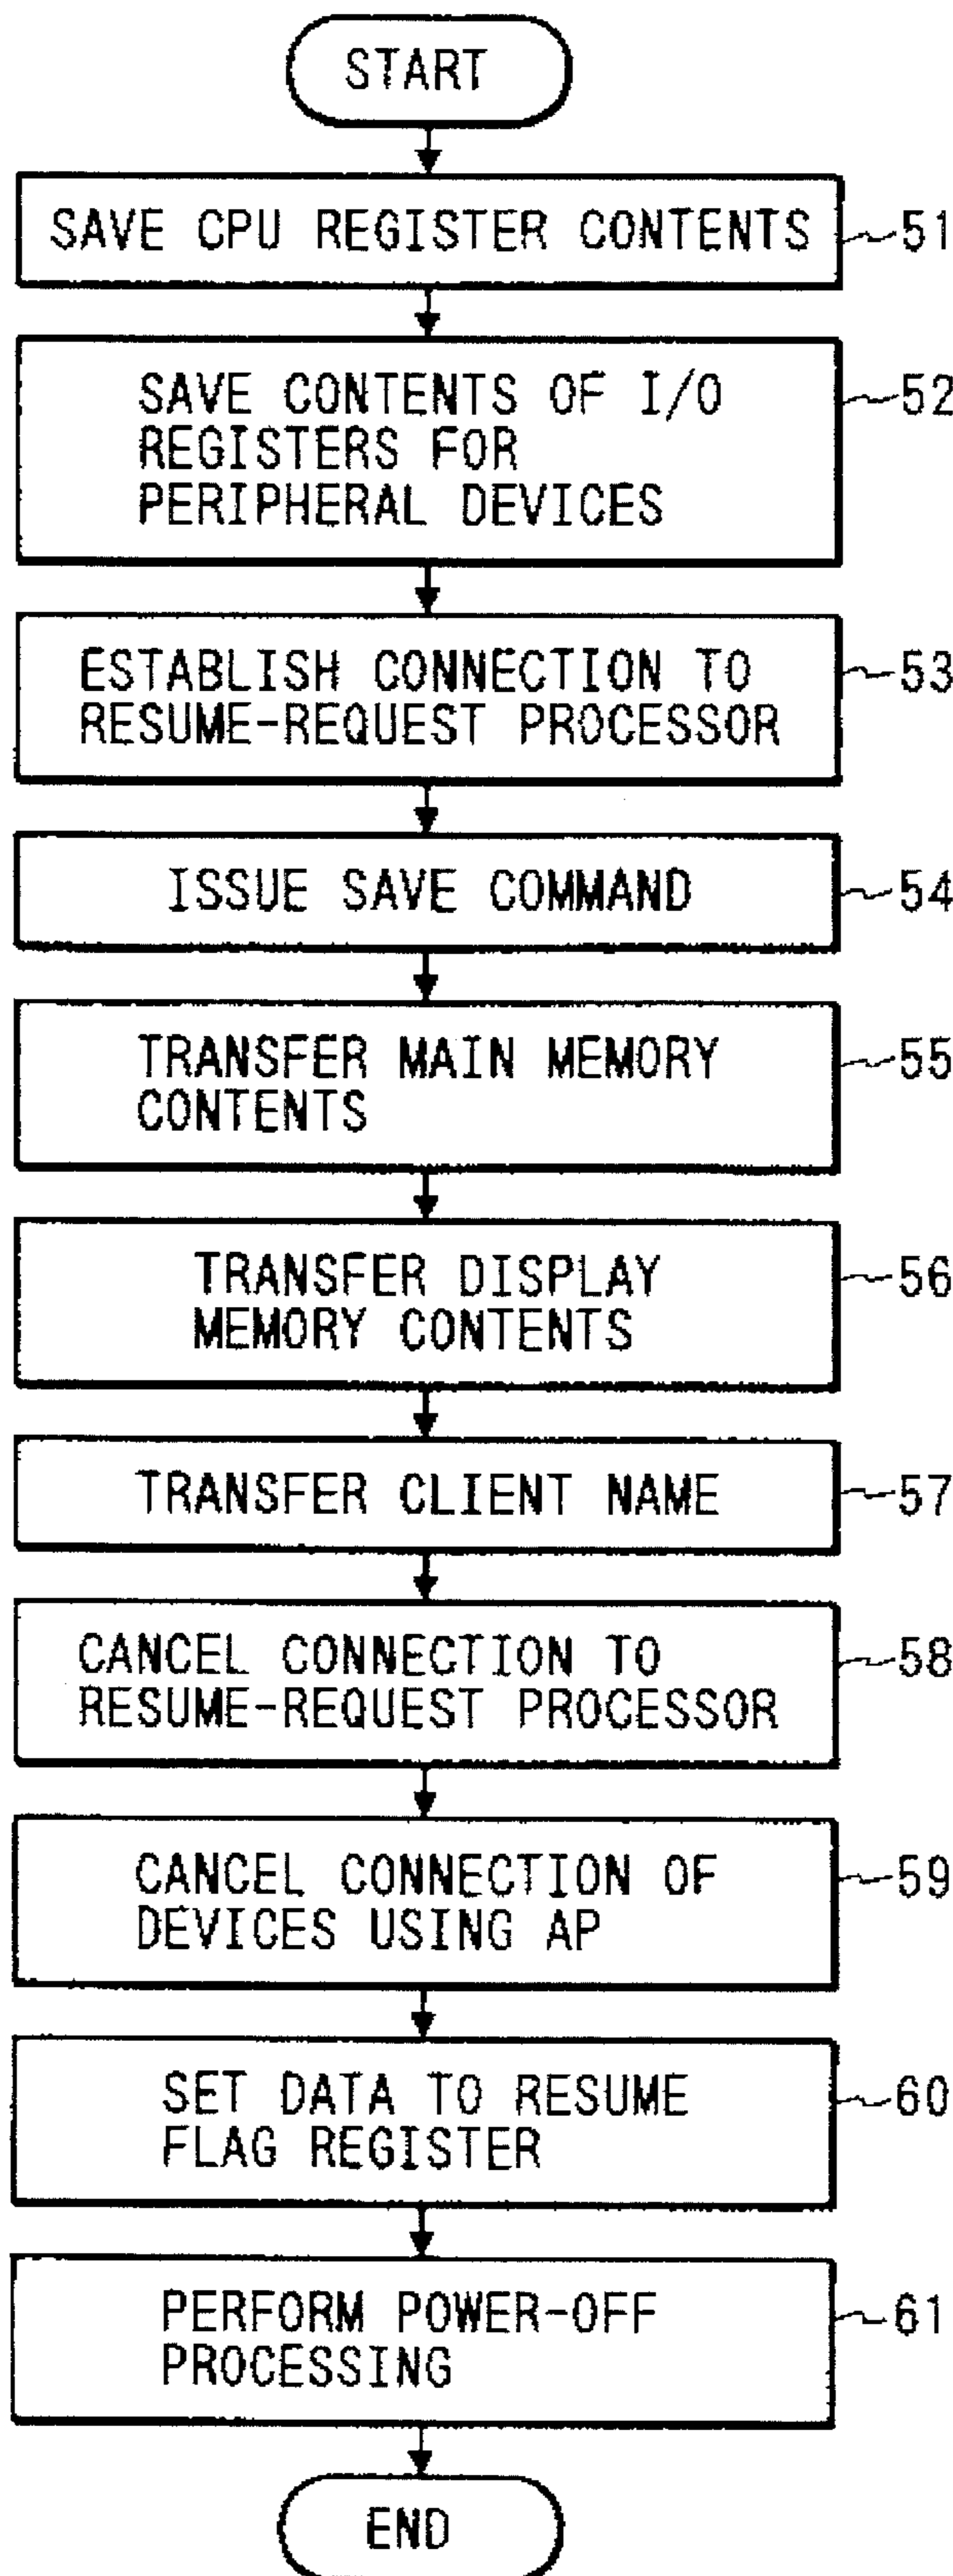 START
SAVE CPU REGISTER CONTENTS
51
SAVE CONTENTS OF I/O
REGISTERS FOR
PERIPHERAL DEVICES
52
ESTABLISH CONNECTION TO
RESUME-REQUEST PROCESSOR
53
ISSUE SAVE COMMAND
54
TRANSFER MAIN MEMORY
CONTENTS
55
TRANSFER DISPLAY
MEMORY CONTENTS
56
TRANSFER CLIENT NAME
57
CANCEL CONNECTION TO
RESUME-REQUEST PROCESSOR
58
CANCEL CONNECTION OF
DEVICES USING AP
59
SET DATA TO RESUME
FLAG REGISTER
60
PERFORM POWER-OFF
PROCESSING
61
END